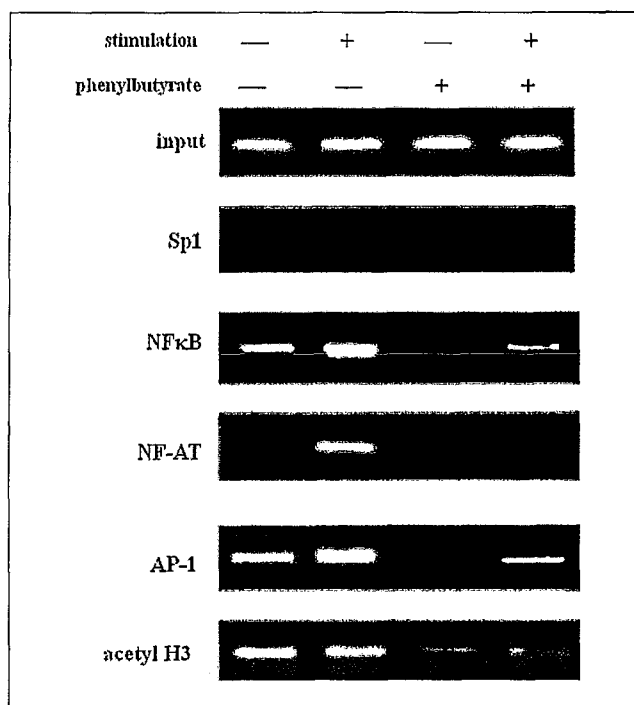 stimulation — + — +
phenylbutyrate — — + +
input
Sp1
NFκB
NF-AT
AP-1
acetyl H3